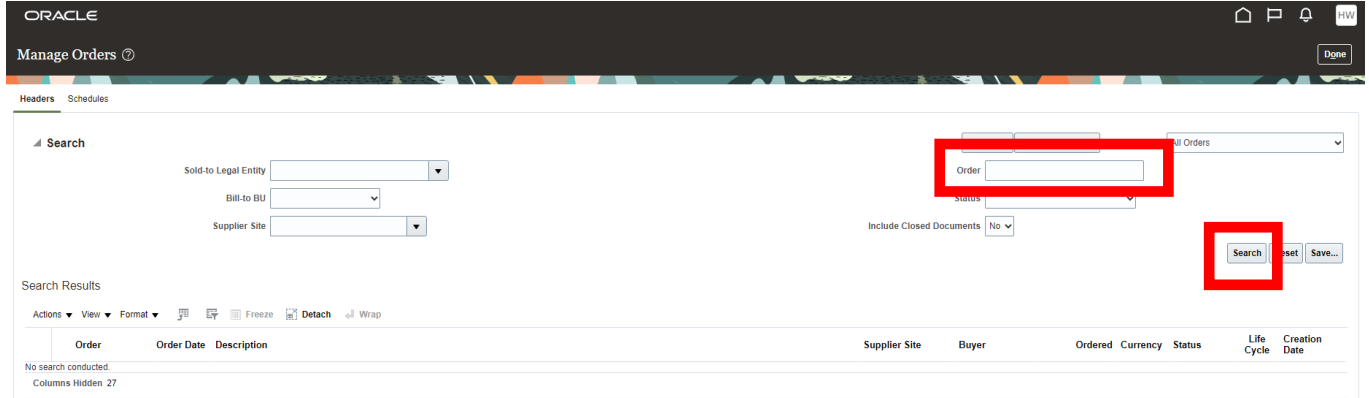 ORACLE
HW
Manage Orders
Done
Headers Schedules
Search
All Orders
Sold-to Legal Entity
Order
Bill-to BU
Status
Supplier Site
Include Closed Documents No
Search eset Save...
Search Results
Actions View Format Freeze Detach Wrap
Order Order Date Description Supplier Site Buyer Ordered Currency Status Life Cycle Creation Date
No search conducted.
Columns Hidden 27